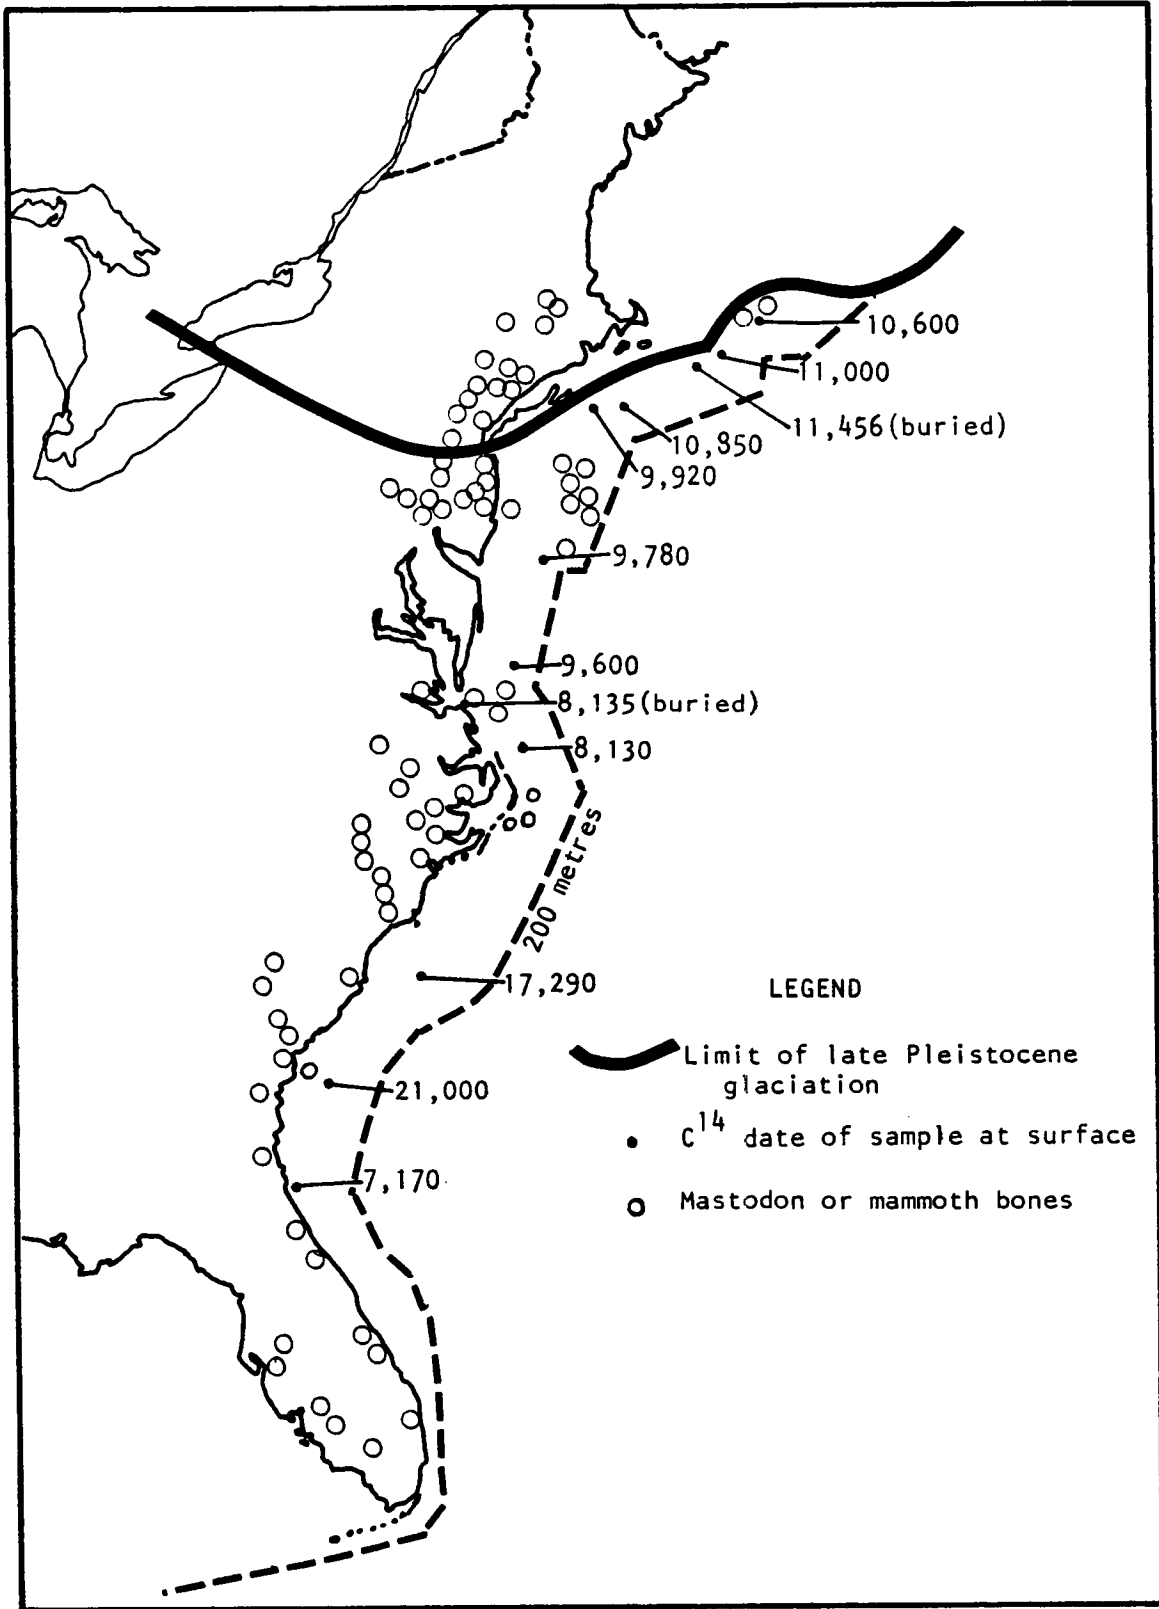 10,600
11,000
11,456(buried)
10,850
9,920
9,780
9,600
8,135(buried)
8,130
200 metres
17,290
21,000
7,170
LEGEND
Limit of late Pleistocene
glaciation
C14 date of sample at surface
Mastodon or mammoth bones